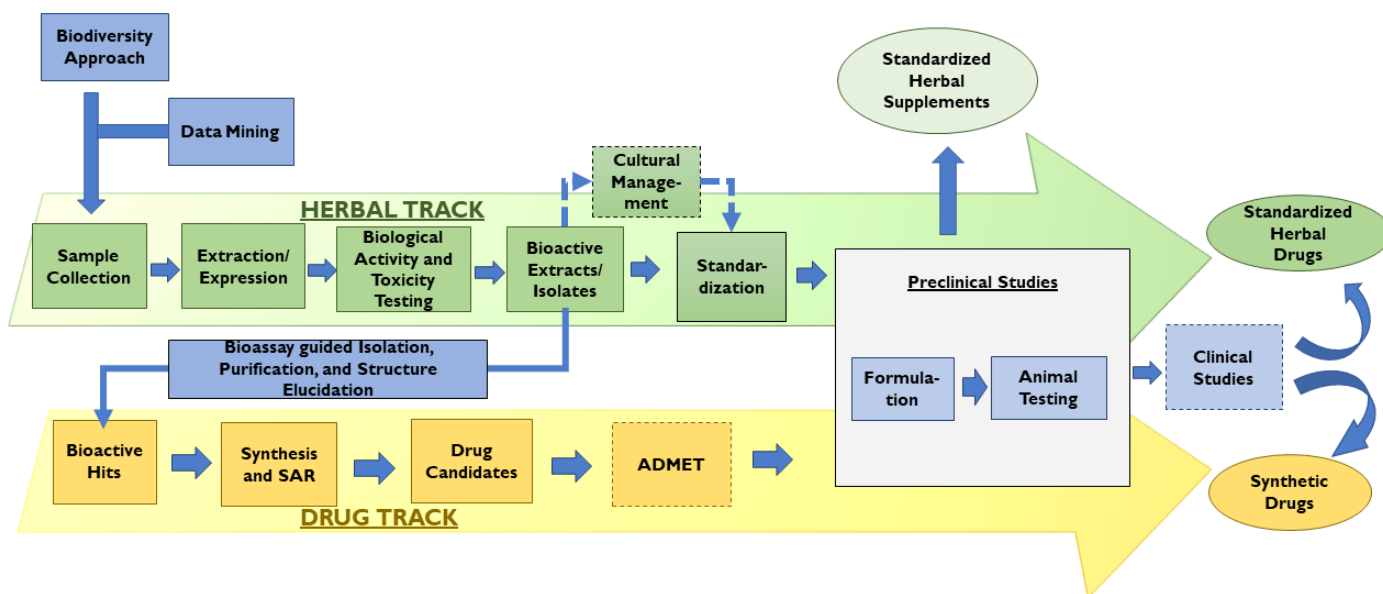 Biodiversity
Approach
Data Mining
Standardized
Herbal
Supplements
Cultural
Manage-
ment
HERBAL TRACK
Sample
Collection
Extraction/
Expression
Biological
Activity and
Toxicity
Testing
Bioactive
Extracts/
Isolates
Standar-
dization
Preclinical Studies
Formula-
tion
Animal
Testing
Clinical
Studies
Standardized
Herbal
Drugs
Bioassay guided Isolation,
Purification, and Structure
Elucidation
Bioactive
Hits
Synthesis
and SAR
Drug
Candidates
ADMET
DRUG TRACK
Synthetic
Drugs